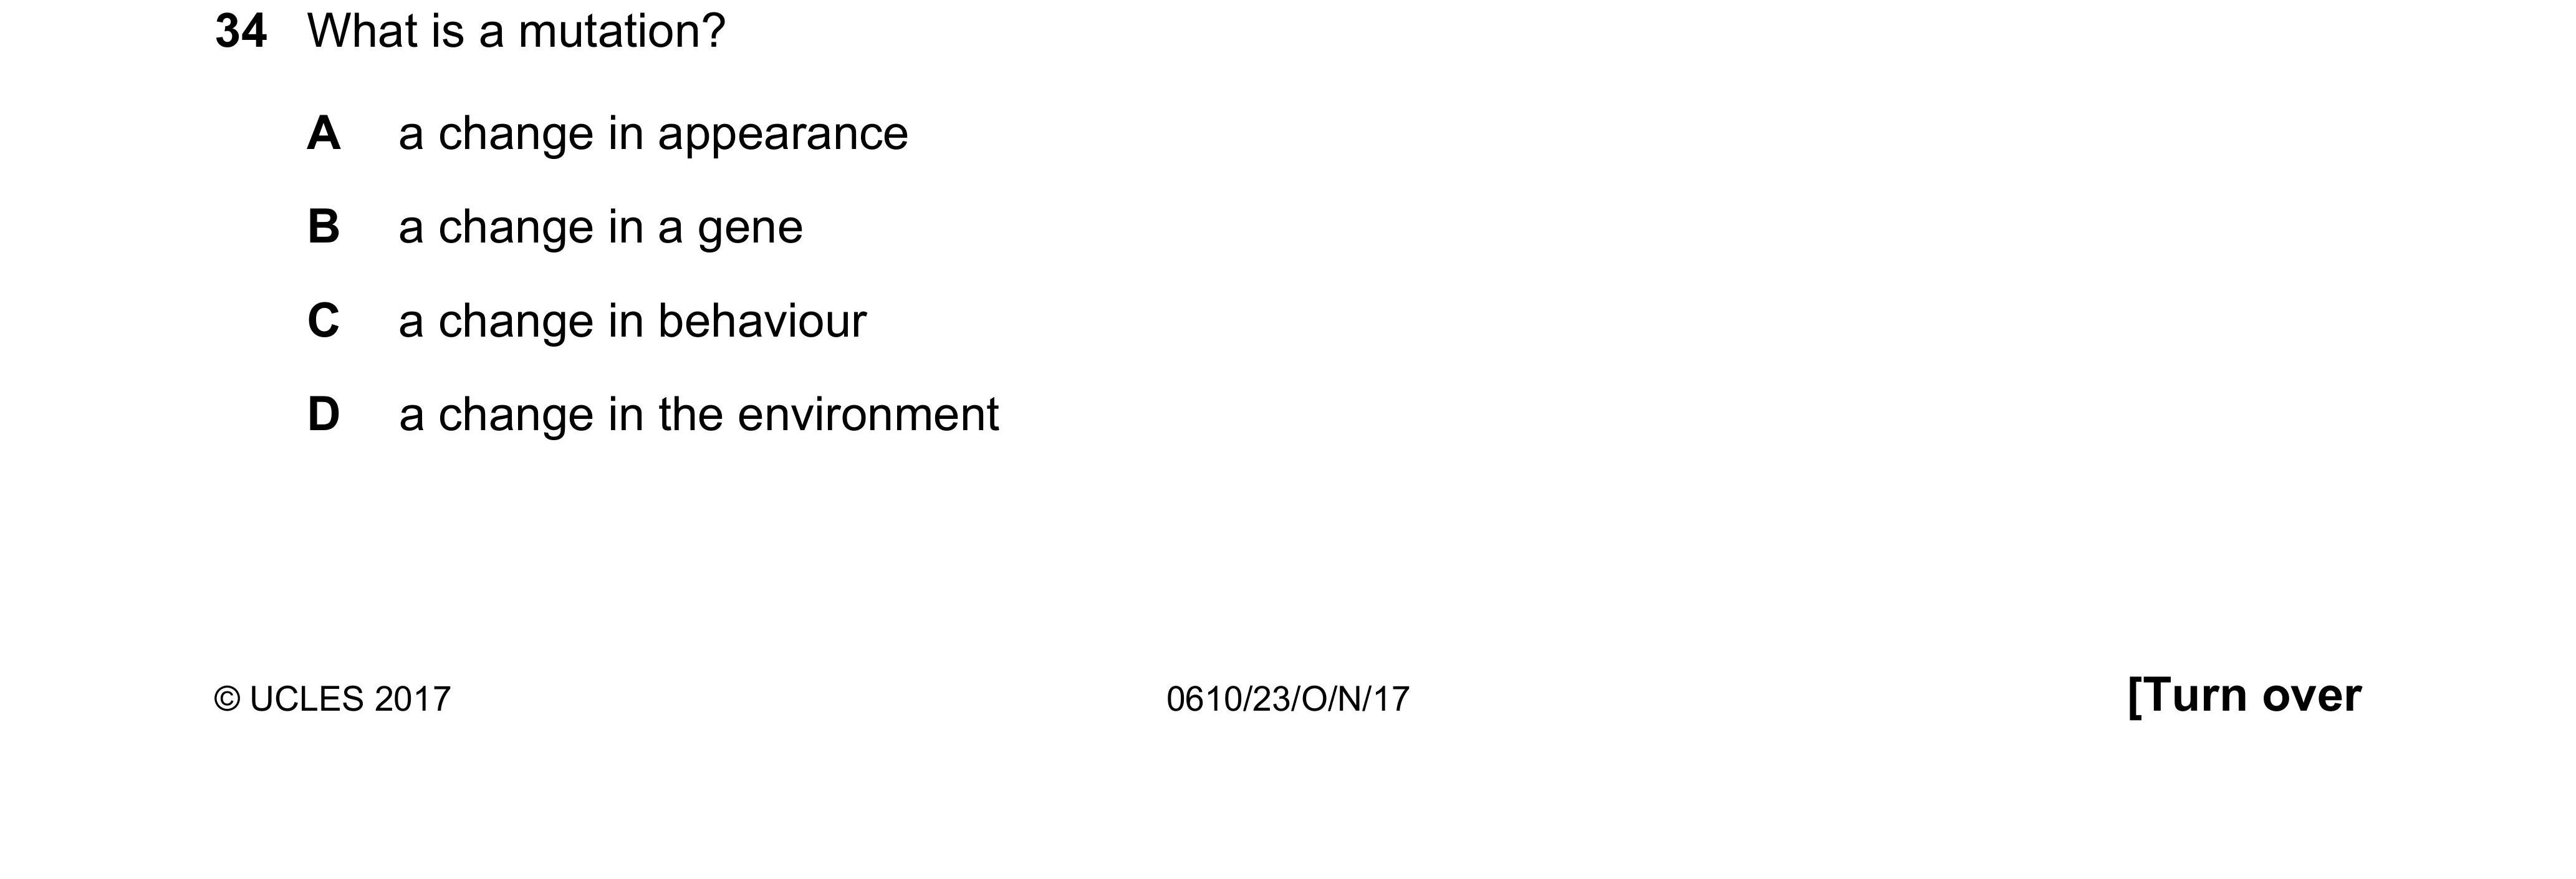 34 What is a mutation?
A a change in appearance
B a change in a gene
C a change in behaviour
D a change in the environment
© UCLES 2017 0610/23/O/N/17 [Turn over